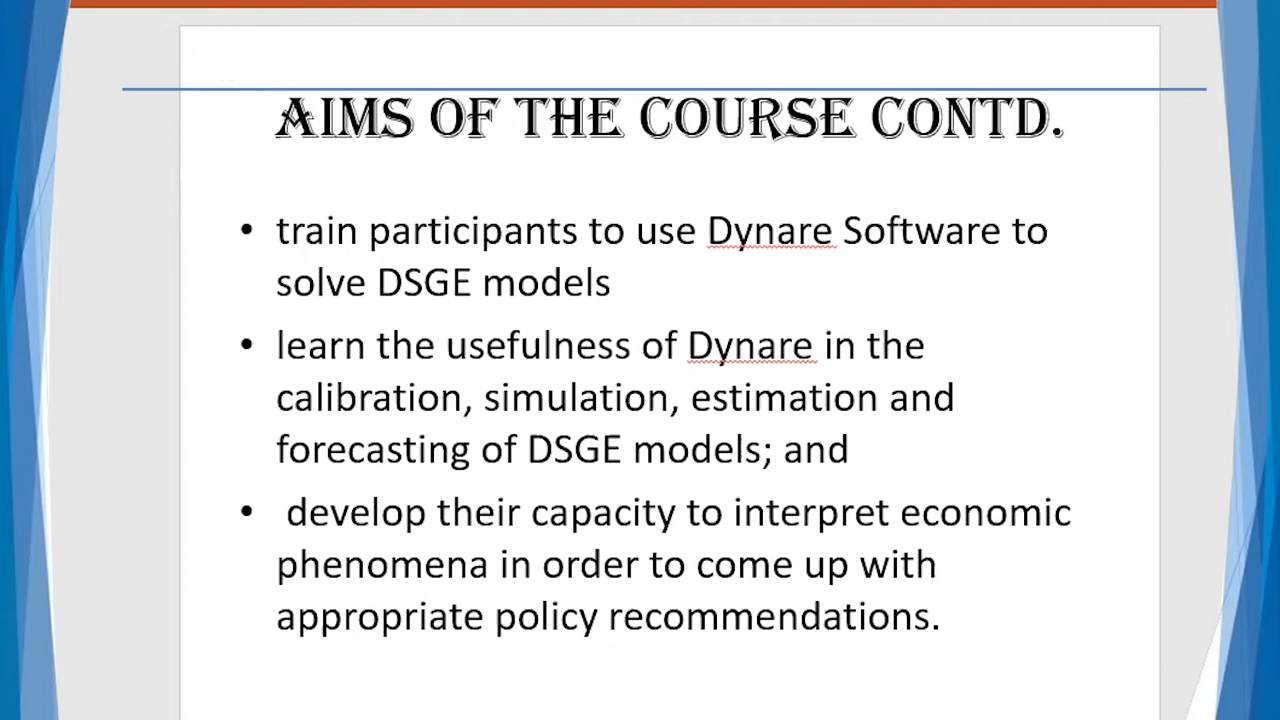 AIMS OF THE COURSE CONTD.
• train participants to use Dynare Software to
solve DSGE models
• learn the usefulness of Dynare in the
calibration, simulation, estimation and
forecasting of DSGE models; and
• develop their capacity to interpret economic
phenomena in order to come up with
appropriate policy recommendations.